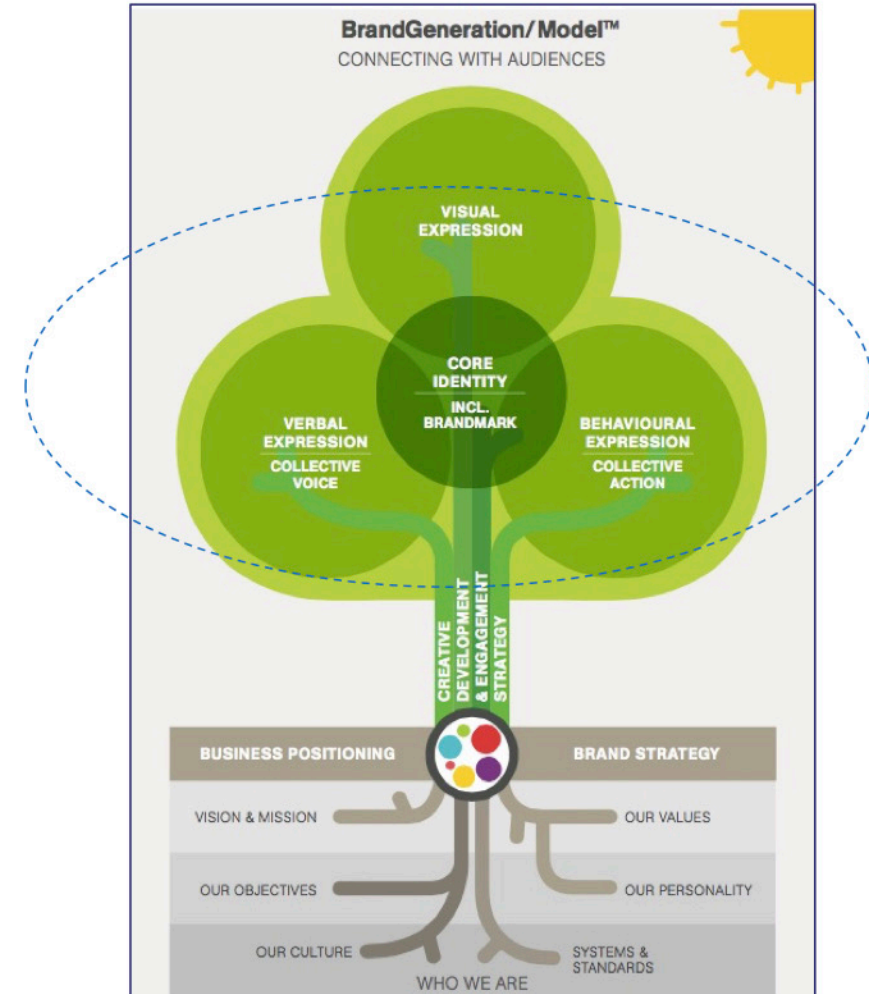 BrandGeneration/Model™
CONNECTING WITH AUDIENCES
VISUAL
EXPRESSION
CORE
IDENTITY
INCL.
BRANDMARK
VERBAL
EXPRESSION
COLLECTIVE
VOICE
BEHAVIOURAL
EXPRESSION
COLLECTIVE
ACTION
CREATIVE
DEVELOPMENT
& ENGAGEMENT
STRATEGY
BUSINESS POSITIONING
BRAND STRATEGY
VISION & MISSION
OUR VALUES
OUR OBJECTIVES
OUR PERSONALITY
OUR CULTURE
SYSTEMS &
STANDARDS
WHO WE ARE